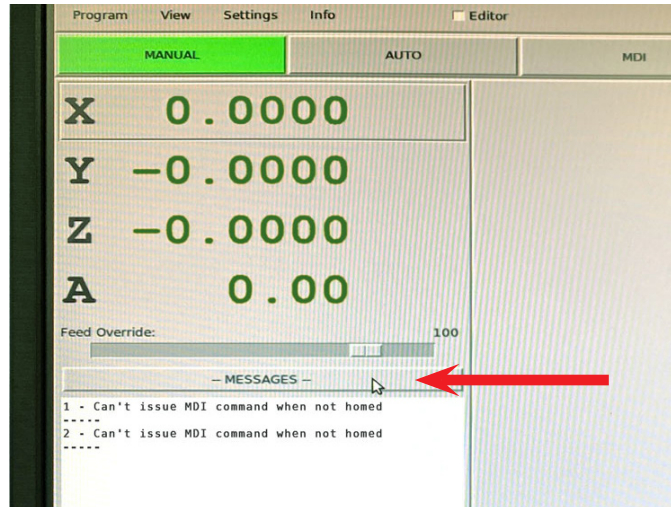 Program View Settings Info Editor
MANUAL AUTO MDI
X 0.0000
Y -0.0000
Z -0.0000
A 0.00
Feed Override: 100
-- MESSAGES --
1 - Can't issue MDI command when not homed
-----
2 - Can't issue MDI command when not homed
-----